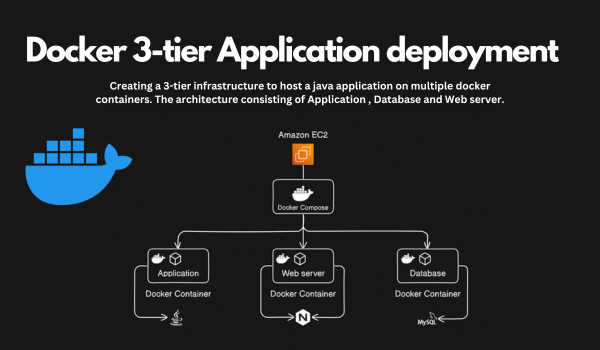 Docker 3-tier Application deployment
Creating a 3-tier infrastructure to host a java application on multiple docker
containers. The architecture consisting of Application , Database and Web server.
Amazon EC2
Docker Compose
Application
Web server
Database
Docker Container
Docker Container
Docker Container
N
MySQL